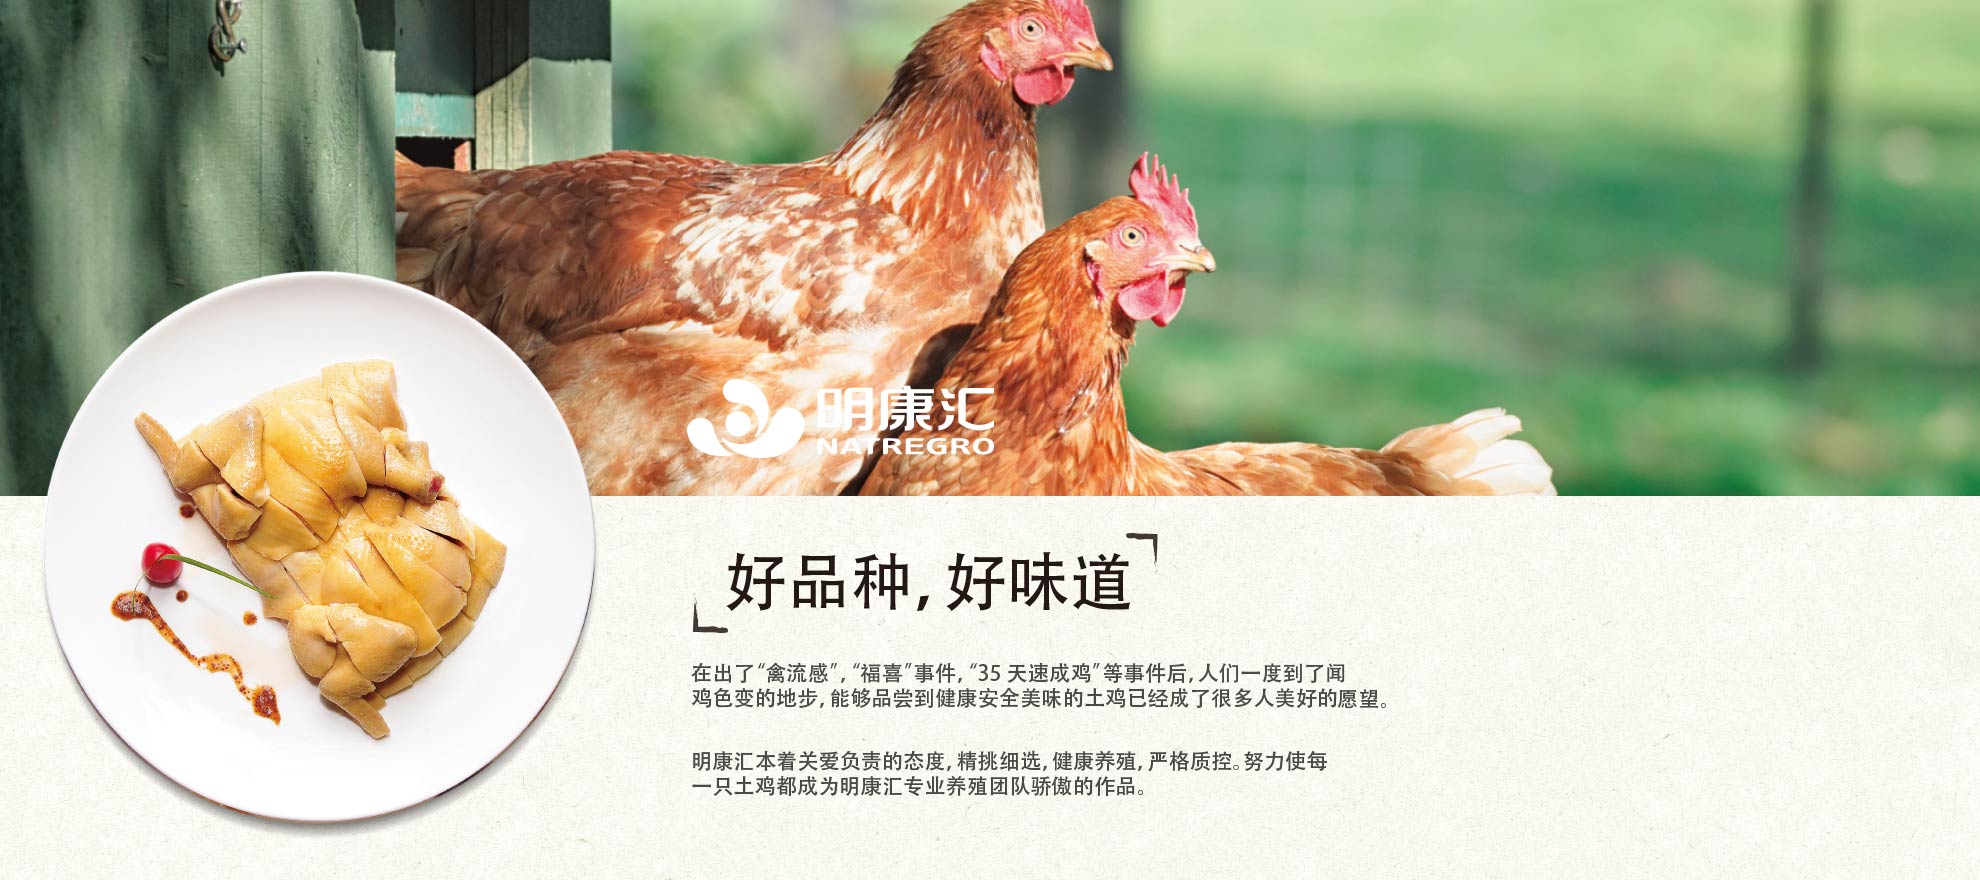 明康汇
NATREGRO
好品种，好味道
在出了“禽流感”，“福喜”事件，“35 天速成鸡”等事件后，人们一度到了闻
鸡色变的地步，能够品尝到健康安全美味的土鸡已经成了很多人美好的愿望。
明康汇本着关爱负责的态度，精挑细选，健康养殖，严格质控。努力使每
一只土鸡都成为明康汇专业养殖团队骄傲的作品。